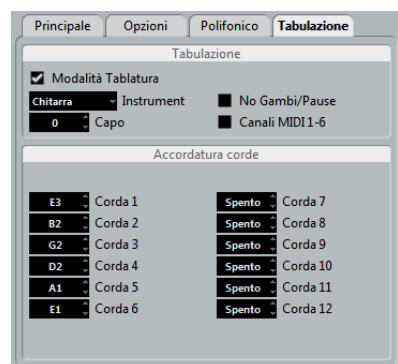 Principale Opzioni Polifonico Tabulazione
Tabulazione
Modalità Tablatura
Chitarra Instrument No Gambi/Pause
0 Capo Canali MIDI 1-6
Accordatura corde
E3 Corda 1 Spento Corda 7
B2 Corda 2 Spento Corda 8
G2 Corda 3 Spento Corda 9
D2 Corda 4 Spento Corda 10
A1 Corda 5 Spento Corda 11
E1 Corda 6 Spento Corda 12